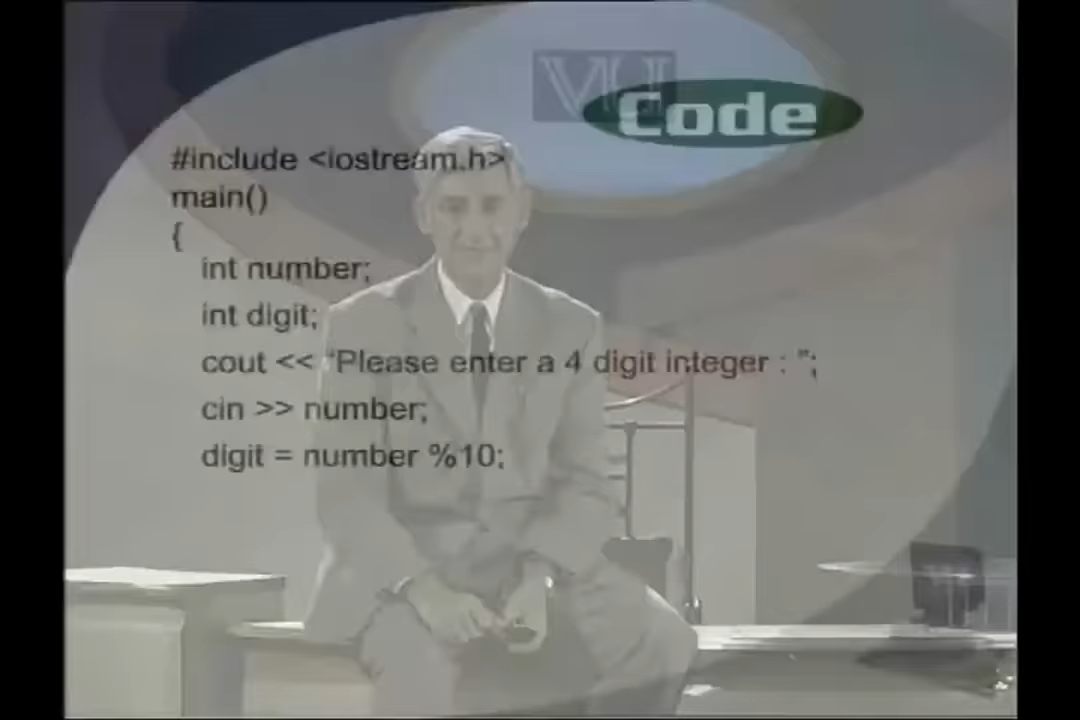 VU
Code
#include <iostream.h>
main()
{
int number;
int digit;
cout << “Please enter a 4 digit integer : ”;
cin >> number;
digit = number %10;